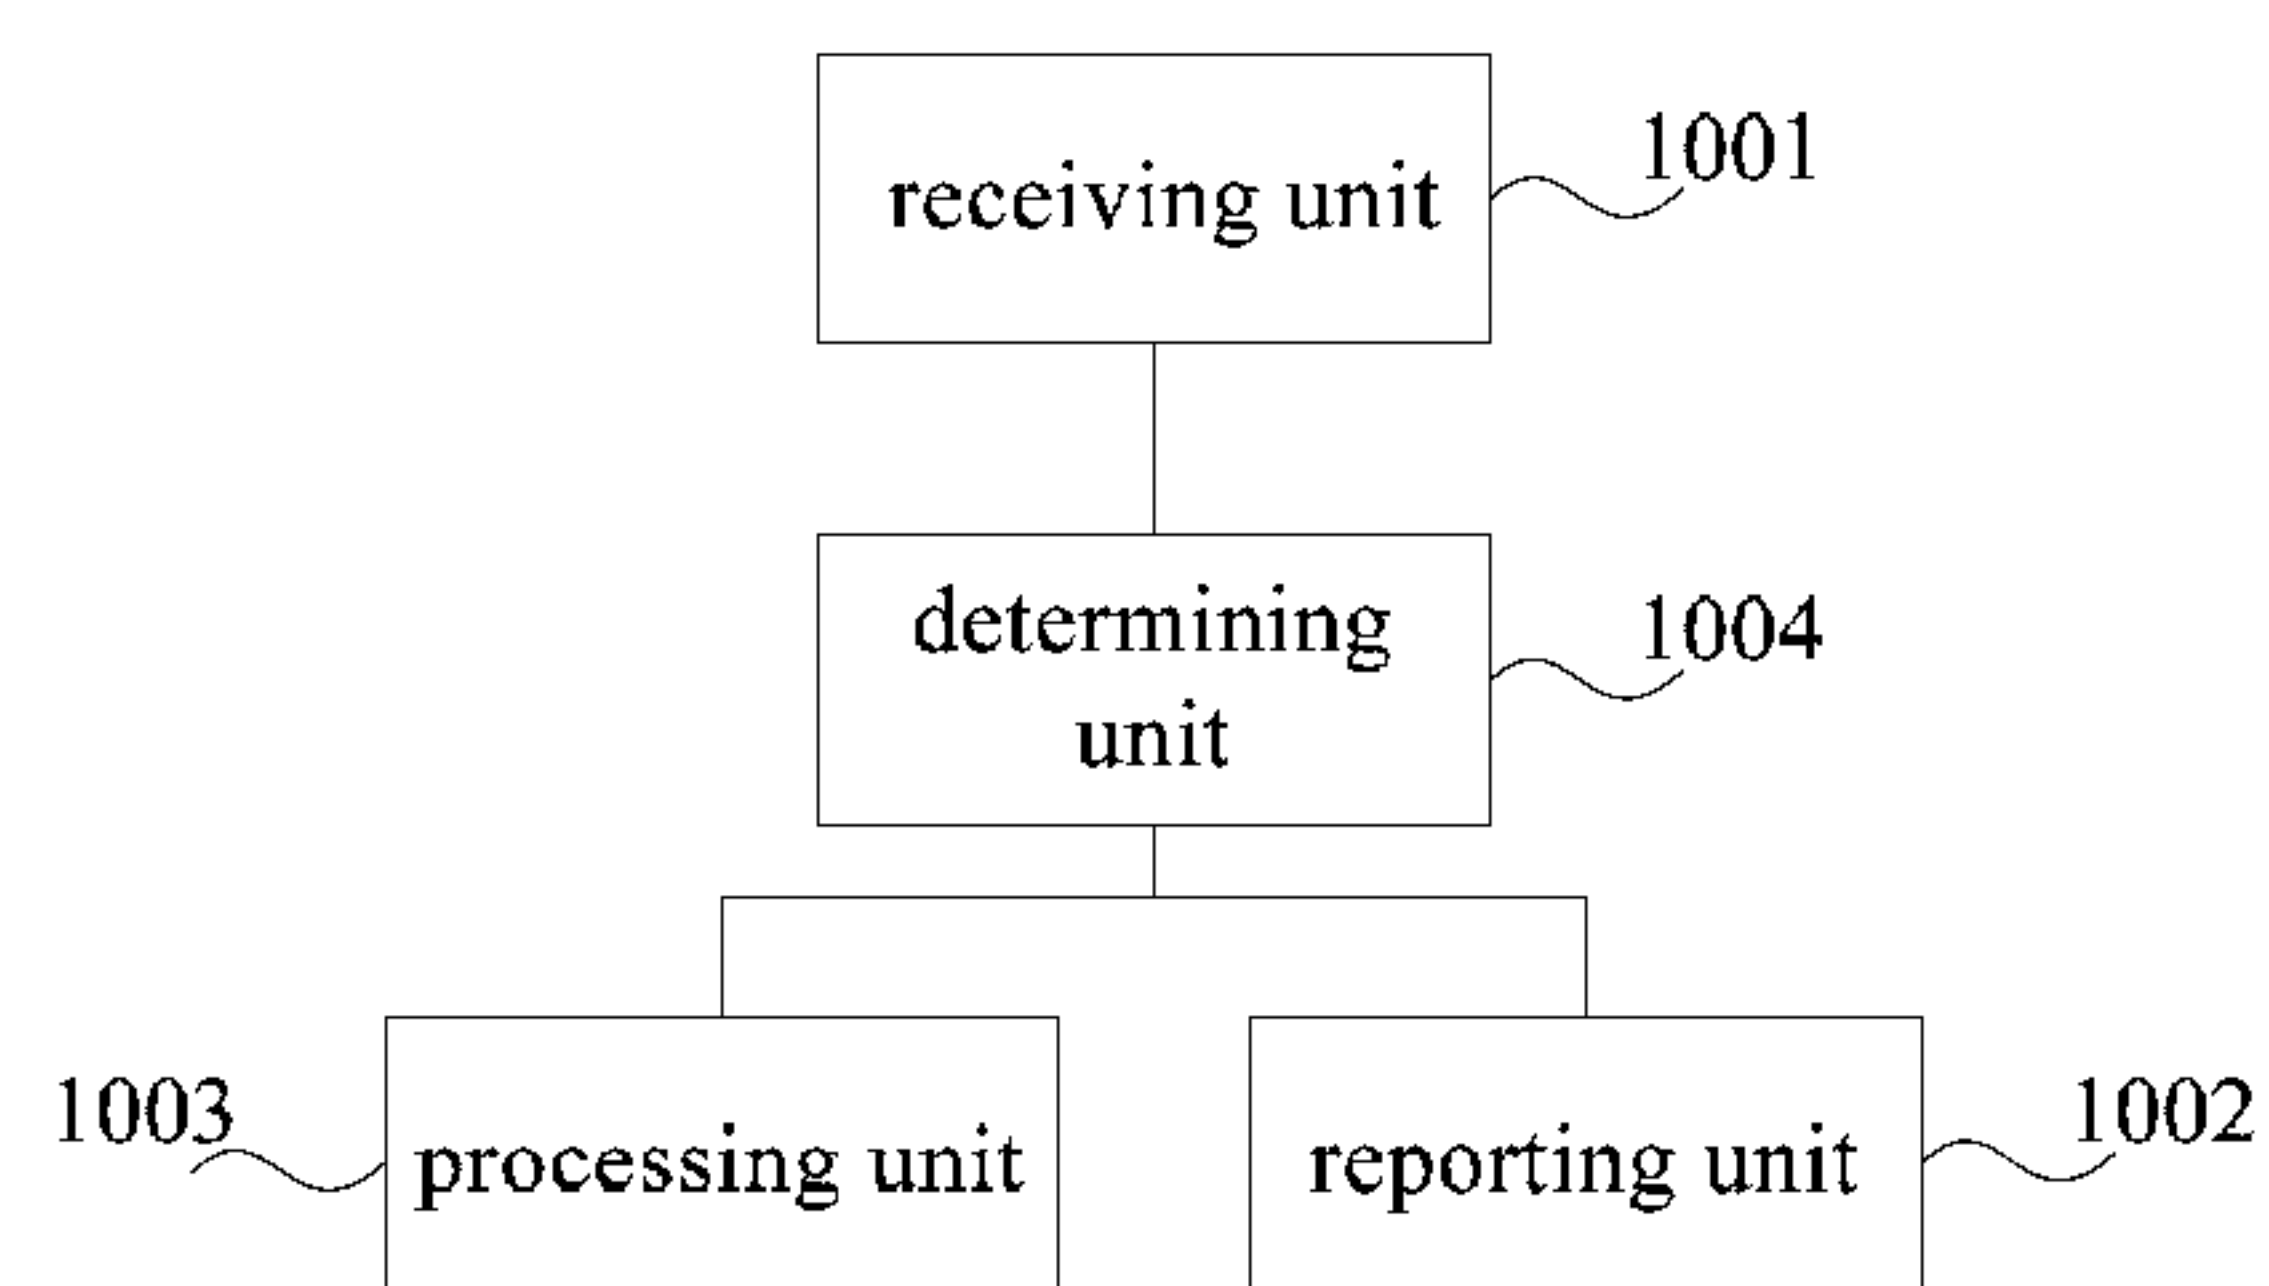 receiving unit
1001
determining
unit
1004
1003
processing unit
reporting unit
1002